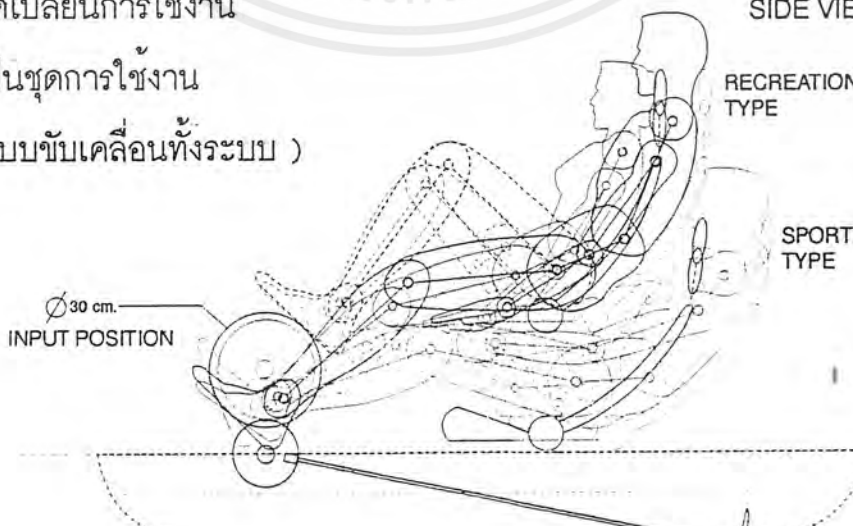 เปลี่ยนการใช้งาน
SIDE VIE
ชุดการใช้งาน
RECREATION
TYPE
บบขับเคลื่อนทั้งระบบ )
SPORT
TYPE
Ø 30 cm.
INPUT POSITION